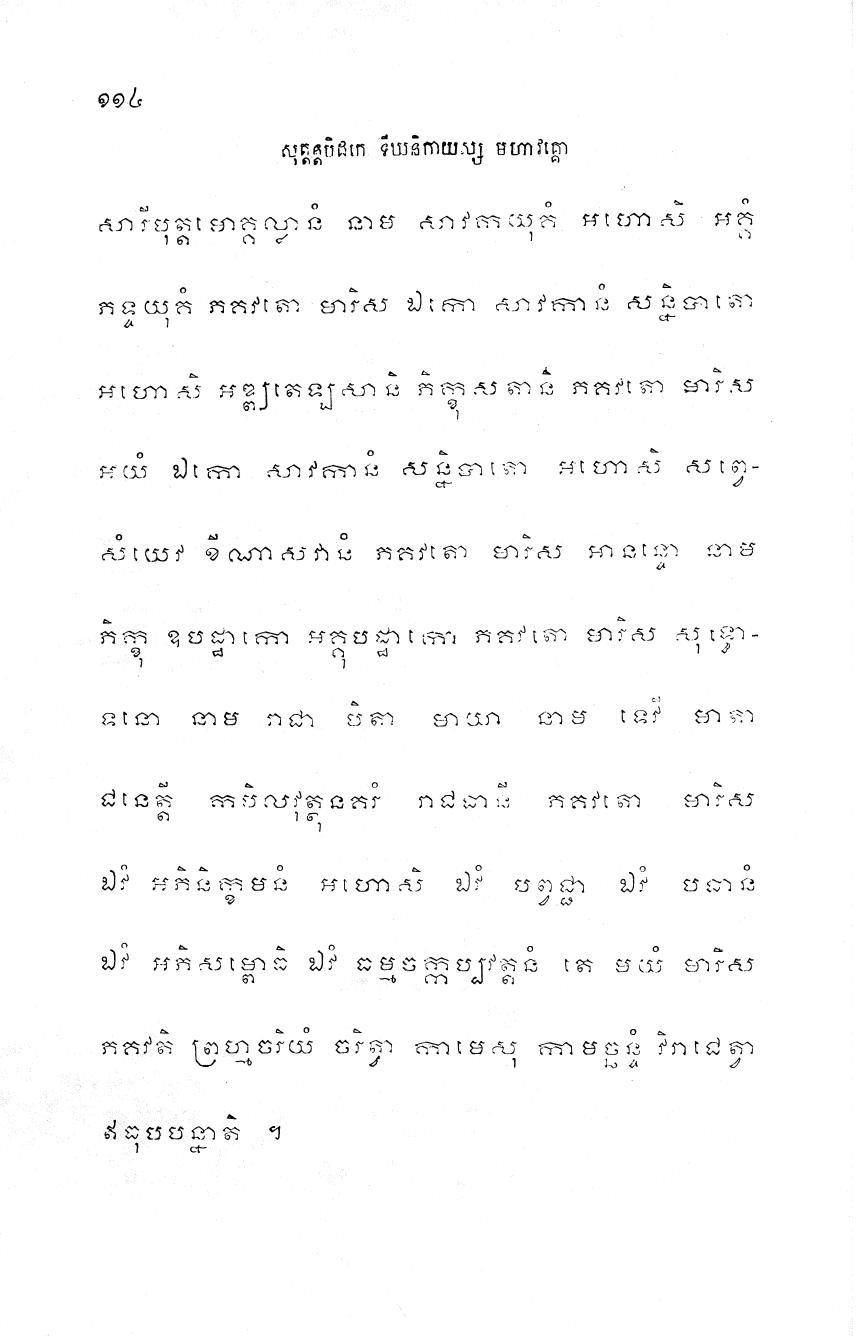 ១១៤
សុត្តន្តបិដកេ ទីឃនិកាយស្ស មហាវគ្គោ
សារីបុត្តមោគ្គល្លានំ នាម សាវកាយុគំ អហោសិ អគ្គំ
ភទ្ទយុគំ ភគវតោ មារិស ឯកោ សាវកានំ សន្និបាតោ
អហោសិ អឌ្ឍតេឡសានិ ភិក្ខុសតានិ ភគវតោ មារិស
អយំ ឯកោ សាវកានំ សន្និបាតោ អហោសិ សព្វេ-
សំយេវ ខីណាសវានំ ភគវតោ មារិស អានន្ទោ នាម
ភិក្ខុ ឧបដ្ឋាកោ អគ្គុបដ្ឋាកោ ភគវតោ មារិស សុទ្ធោ-
ទនោ នាម រាជា បិតា មាយា នាម ទេវី មាតា
ជនេត្តី កាបិលវុត្ថុនគរំ រាជធានី ភគវតោ មារិស
ឯវំ អភិនិក្ខមនំ អហោសិ ឯវំ បព្វជ្ជា ឯវំ បធានំ
ឯវំ អភិសម្ពោធិ ឯវំ ធម្មចក្កប្បវត្តនំ តេ មយំ មារិស
ភគវតិ ព្រហ្មចរិយំ ចរិត្វា កាមេសុ កាមច្ឆន្ទំ វិរាជេត្វា
ឥធុបបន្នាតិ ។